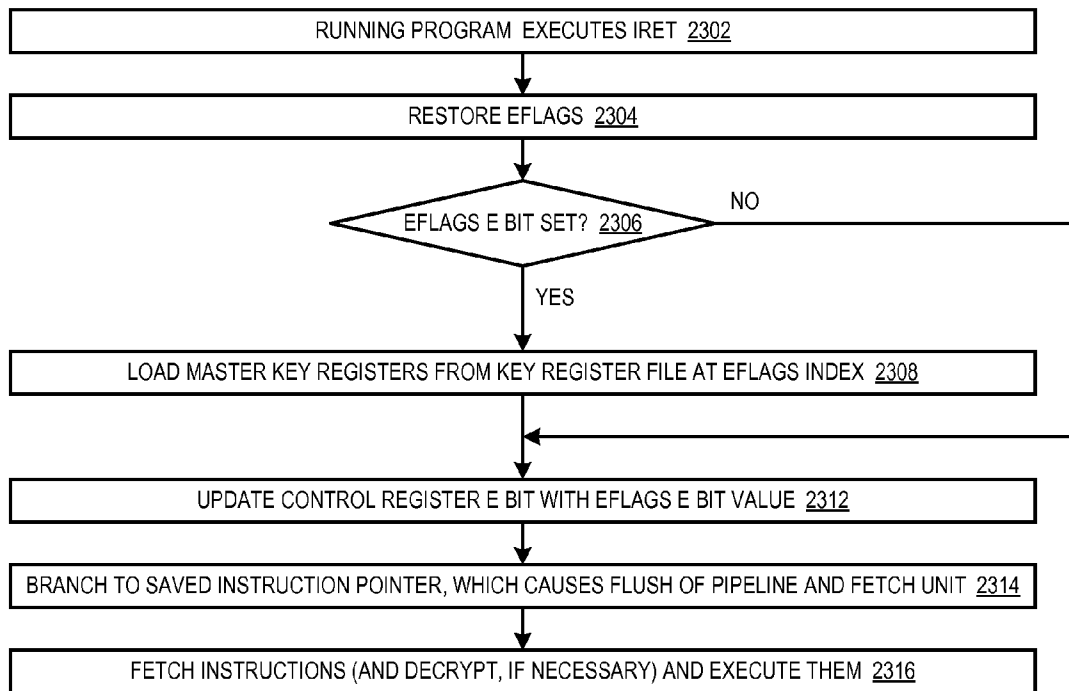 RUNNING PROGRAM EXECUTES IRET 2302
RESTORE EFLAGS 2304
EFLAGS E BIT SET? 2306
NO
YES
LOAD MASTER KEY REGISTERS FROM KEY REGISTER FILE AT EFLAGS INDEX 2308
UPDATE CONTROL REGISTER E BIT WITH EFLAGS E BIT VALUE 2312
BRANCH TO SAVED INSTRUCTION POINTER, WHICH CAUSES FLUSH OF PIPELINE AND FETCH UNIT 2314
FETCH INSTRUCTIONS (AND DECRYPT, IF NECESSARY) AND EXECUTE THEM 2316